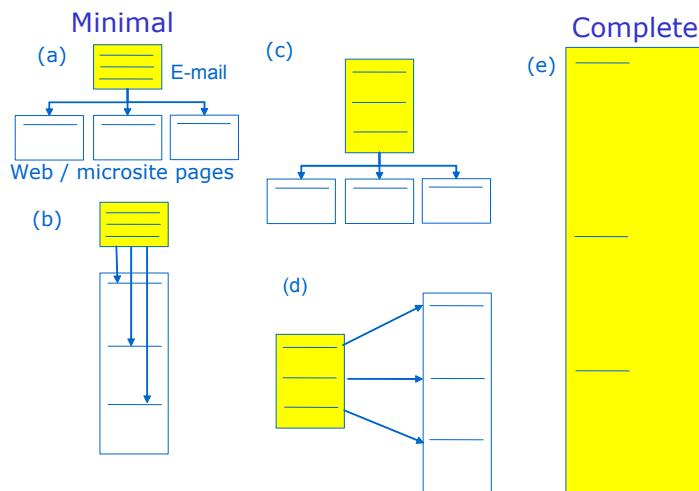 Minimal
Complete
(a)
E-mail
Web / microsite pages
(b)
(c)
(d)
(e)